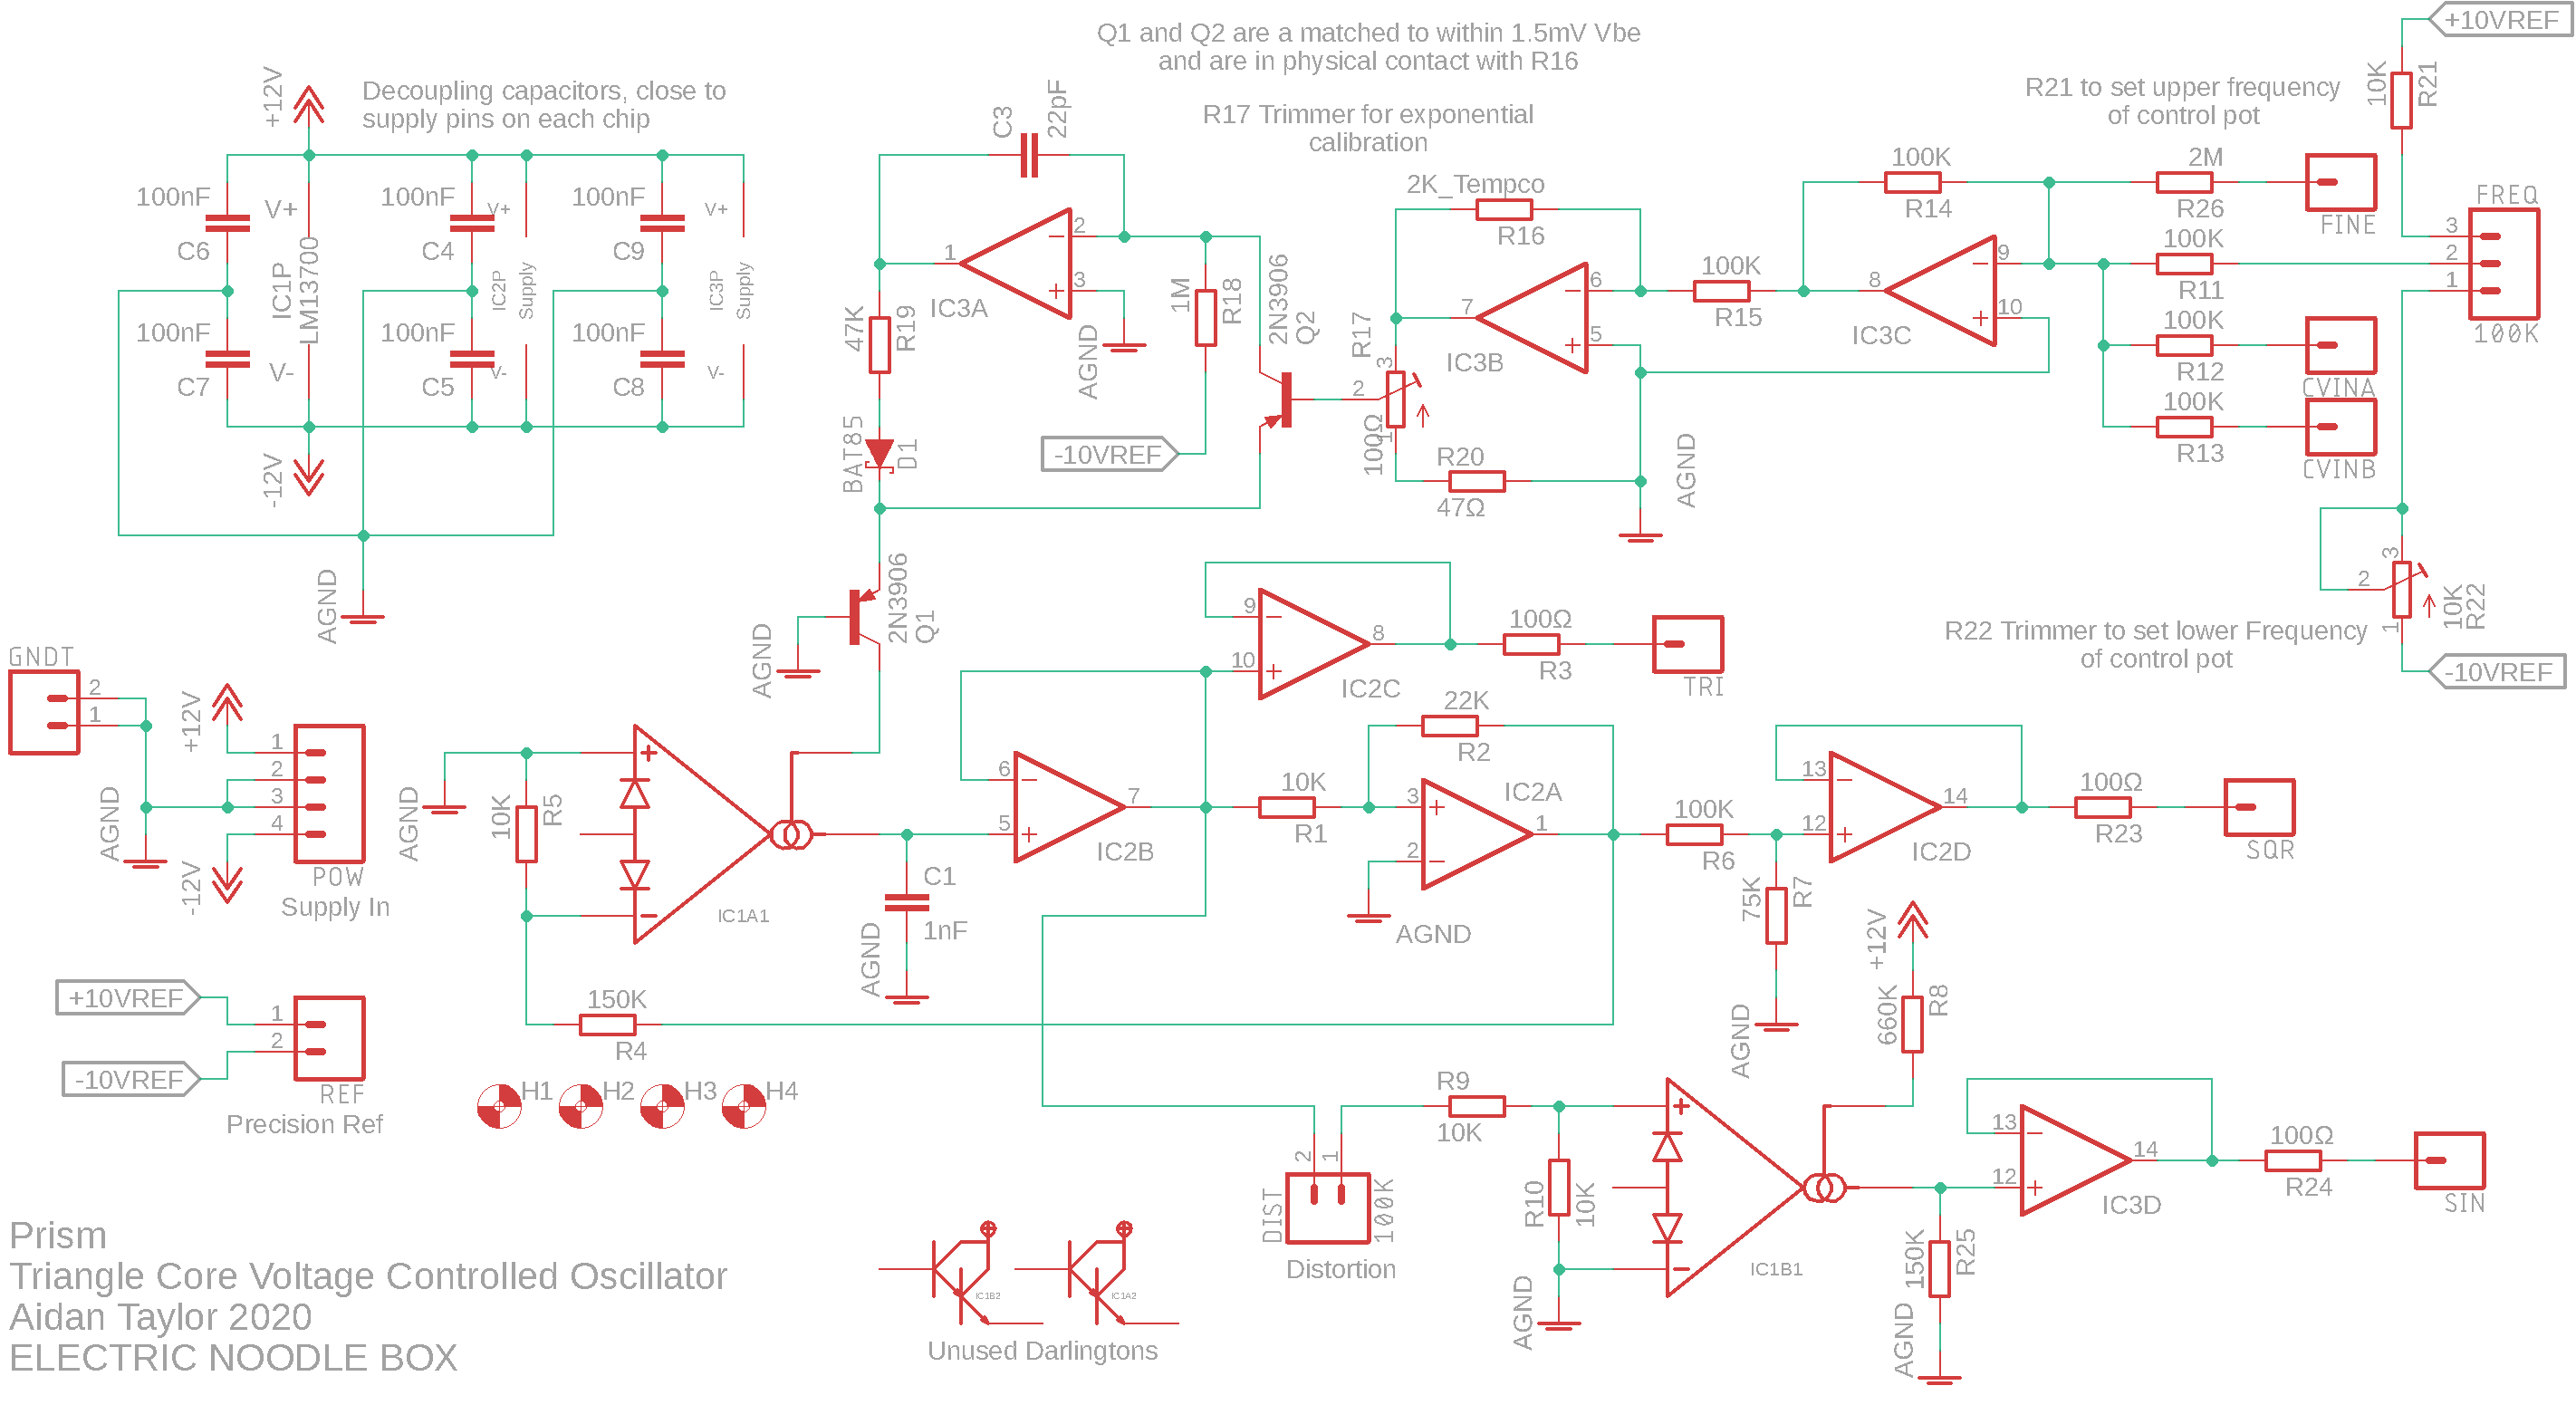 Q1 and Q2 are a matched to within 1.5mV Vbe
and are in physical contact with R16
+10VREF
10K
R21
R21 to set upper frequency
of control pot
R17 Trimmer for exponential
calibration
Decoupling capacitors, close to
supply pins on each chip
+12V
100nF
C6
V+
IC1P
LM13700
100nF
C4
V+
IC2P
Supply
100nF
C9
V+
IC3P
Supply
100nF
C7
V-
100nF
C5
V-
100nF
C8
V-
-12V
AGND
C3
22pF
1
2
3
IC3A
AGND
47K
R19
BAT85
D1
1M
R18
-10VREF
2N3906
Q2
2K_Tempco
R16
7
6
5
IC3B
R17
3
2
1
100Ω
R20
47Ω
AGND
100K
R15
100K
R14
8
9
10
IC3C
2M
R26
FINE
100K
R11
100K
R12
CVINA
100K
R13
CVINB
FREQ
3
2
1
100K
3
2
1
10K
R22
R22 Trimmer to set lower Frequency
of control pot
-10VREF
2N3906
Q1
AGND
GNDT
2
1
AGND
+12V
1
2
3
4
-12V
POW
Supply In
+10VREF
-10VREF
1
2
REF
Precision Ref
AGND
10K
R5
IC1A1
150K
R4
C1
1nF
AGND
6
5
7
IC2B
9
10
8
IC2C
100Ω
R3
TRI
22K
R2
10K
R1
3
2
1
IC2A
AGND
100K
R6
75K
R7
AGND
13
12
14
IC2D
100Ω
R23
SQR
+12V
660K
R8
H1
H2
H3
H4
DIST
2
1
100K
Distortion
R9
10K
R10
10K
AGND
IC1B1
13
12
14
IC3D
150K
R25
AGND
100Ω
R24
SIN
IC1B2
IC1A2
Unused Darlingtons
Prism
Triangle Core Voltage Controlled Oscillator
Aidan Taylor 2020
ELECTRIC NOODLE BOX